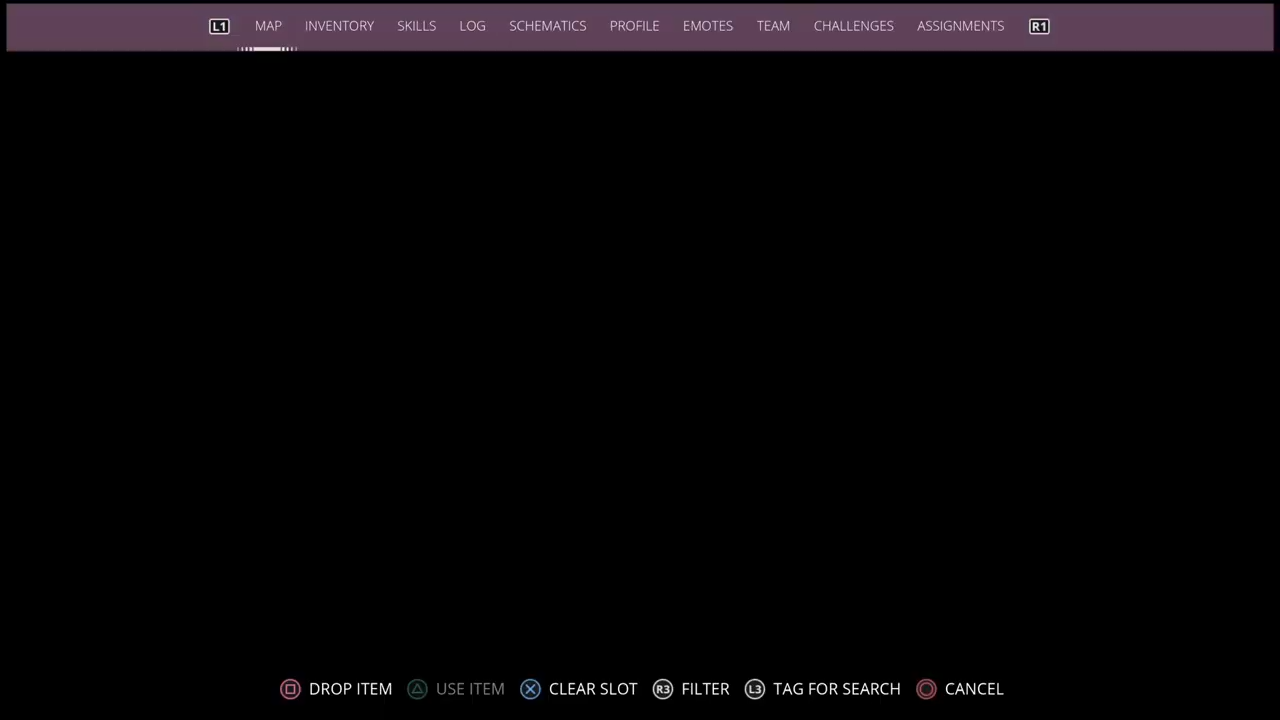 L1 MAP INVENTORY SKILLS LOG SCHEMATICS PROFILE EMOTES TEAM CHALLENGES ASSIGNMENTS R1
DROP ITEM USE ITEM CLEAR SLOT R3 FILTER L3 TAG FOR SEARCH CANCEL